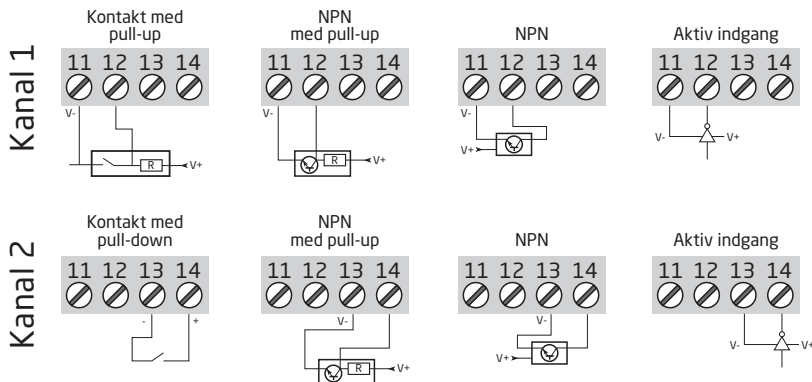 Kanal 1
Kontakt med
pull-up
11 12 13 14
V-
R
V+
NPN
med pull-up
11 12 13 14
V-
R
V+
NPN
11 12 13 14
V-
V+
Aktiv indgang
11 12 13 14
V-
V+
Kanal 2
Kontakt med
pull-down
11 12 13 14
- +
NPN
med pull-up
11 12 13 14
V-
R
V+
NPN
11 12 13 14
V-
V+
Aktiv indgang
11 12 13 14
V-
V+